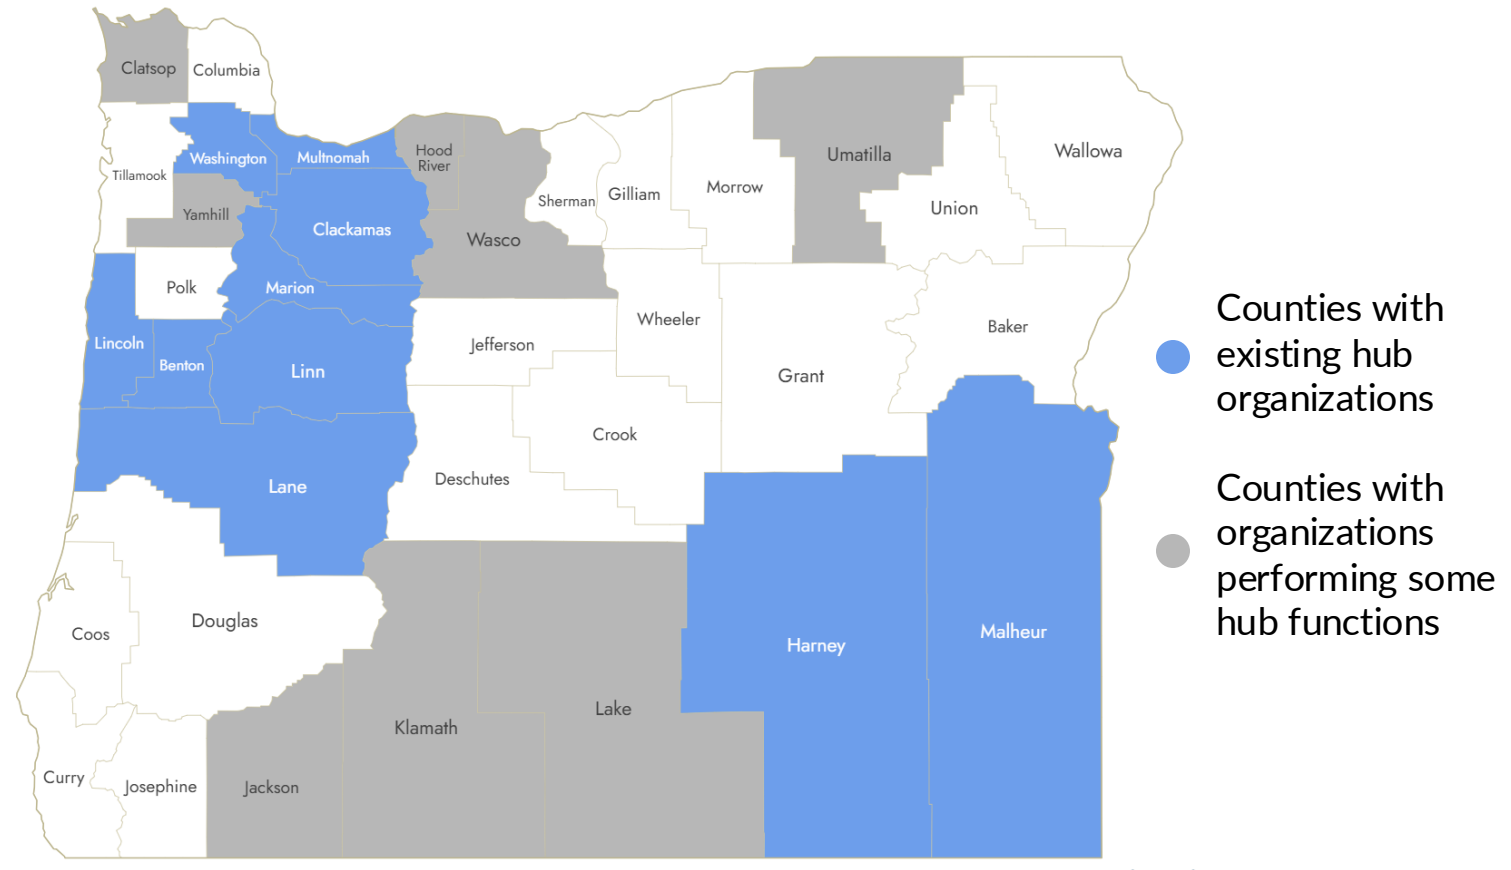 Clatsop
Columbia
Washington
Multnomah
Hood
River
Tillamook
Yamhill
Clackamas
Wasco
Sherman
Gilliam
Morrow
Umatilla
Union
Wallowa
Polk
Marion
Lincoln
Benton
Linn
Jefferson
Wheeler
Grant
Baker
Crook
Deschutes
Lane
Douglas
Coos
Curry
Josephine
Jackson
Klamath
Lake
Harney
Malheur
Counties with
existing hub
organizations
Counties with
organizations
performing some
hub functions